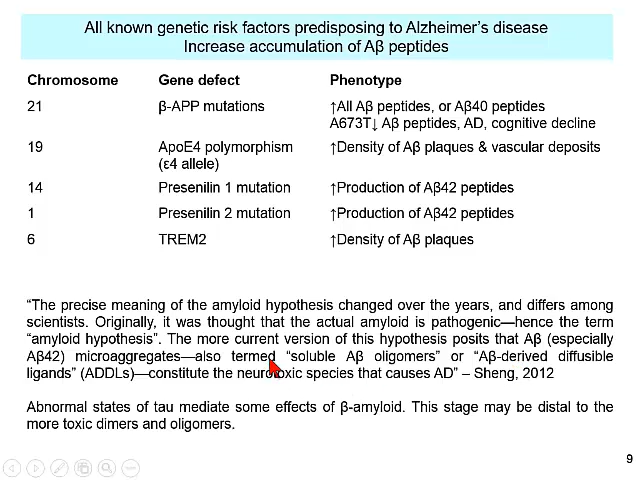 All known genetic risk factors predisposing to Alzheimer's disease
Increase accumulation of Aβ peptides
Chromosome Gene defect Phenotype
21 β-APP mutations ↑All Aβ peptides, or Aβ40 peptides
A673T↓ Aβ peptides, AD, cognitive decline
19 ApoE4 polymorphism ↑Density of Aβ plaques & vascular deposits
(ε4 allele)
14 Presenilin 1 mutation ↑Production of Aβ42 peptides
1 Presenilin 2 mutation ↑Production of Aβ42 peptides
6 TREM2 ↑Density of Aβ plaques
“The precise meaning of the amyloid hypothesis changed over the years, and differs among
scientists. Originally, it was thought that the actual amyloid is pathogenic—hence the term
“amyloid hypothesis”. The more current version of this hypothesis posits that Aβ (especially
Aβ42) microaggregates—also termed “soluble Aβ oligomers” or “Aβ-derived diffusible
ligands” (ADDLs)—constitute the neurotoxic species that causes AD” – Sheng, 2012
Abnormal states of tau mediate some effects of β-amyloid. This stage may be distal to the
more toxic dimers and oligomers.
9